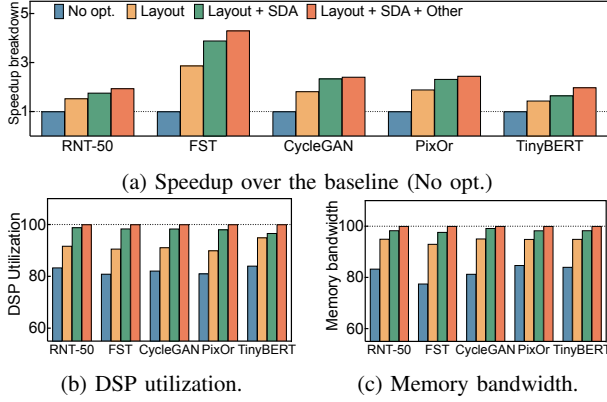 No opt. Layout Layout + SDA Layout + SDA + Other
Speedup breakdown
5
3
1
RNT-50 FST CycleGAN PixOr TinyBERT
(a) Speedup over the baseline (No opt.)
DSP Utilization
100
80
60
RNT-50 FST CycleGAN PixOr TinyBERT
(b) DSP utilization.
Memory bandwidth
100
80
60
RNT-50 FST CycleGAN PixOr TinyBERT
(c) Memory bandwidth.